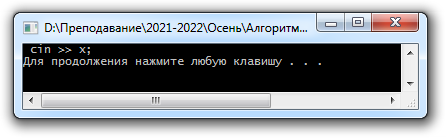 D:\Преподавание\2021-2022\Осень\Алгоритм...
cin >> x;
Для продолжения нажмите любую клавишу . . .